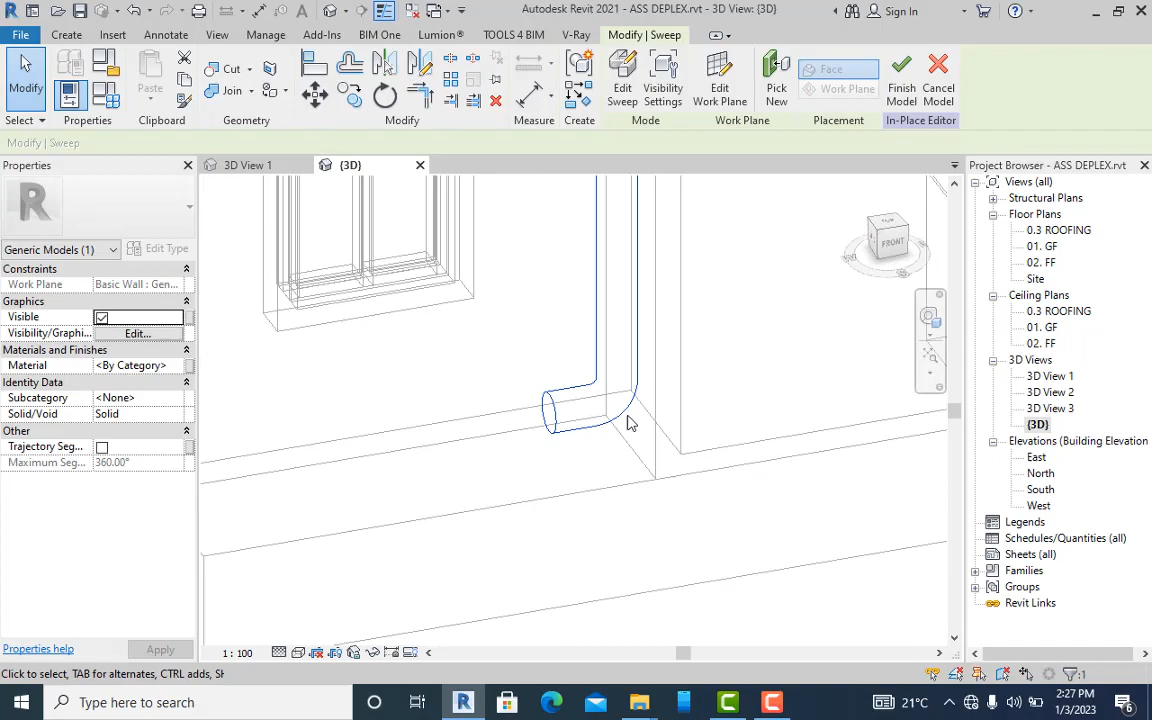 Autodesk Revit 2021 - ASS DEPLEX.rvt - 3D View: {3D}
Sign In
File
Create
Insert
Annotate
View
Manage
Add-Ins
BIM One
Lumion®
TOOLS 4 BIM
V-Ray
Modify | Sweep
Modify
Paste
Cut
Join
Edit Sweep
Visibility Settings
Edit Work Plane
Pick New
Face
Work Plane
Finish Model
Cancel Model
Select
Properties
Clipboard
Geometry
Modify
Measure
Create
Mode
Work Plane
Placement
In-Place Editor
Modify | Sweep
Properties
3D View 1
{3D}
Project Browser - ASS DEPLEX.rvt
Generic Models (1)
Edit Type
Constraints
Work Plane
Basic Wall : Gen...
Graphics
Visible
Visibility/Graphi...
Edit...
Materials and Finishes
Material
<By Category>
Identity Data
Subcategory
<None>
Solid/Void
Solid
Other
Trajectory Seg...
Maximum Seg...
360.00°
Properties help
Apply
FRONT
Views (all)
Structural Plans
Floor Plans
0.3 ROOFING
01. GF
02. FF
Site
Ceiling Plans
0.3 ROOFING
01. GF
02. FF
3D Views
3D View 1
3D View 2
3D View 3
{3D}
Elevations (Building Elevation
East
North
South
West
Legends
Schedules/Quantities (all)
Sheets (all)
Families
Groups
Revit Links
1 : 100
Click to select, TAB for alternates, CTRL adds, SH
:1
Type here to search
21°C
2:27 PM
1/3/2023
6